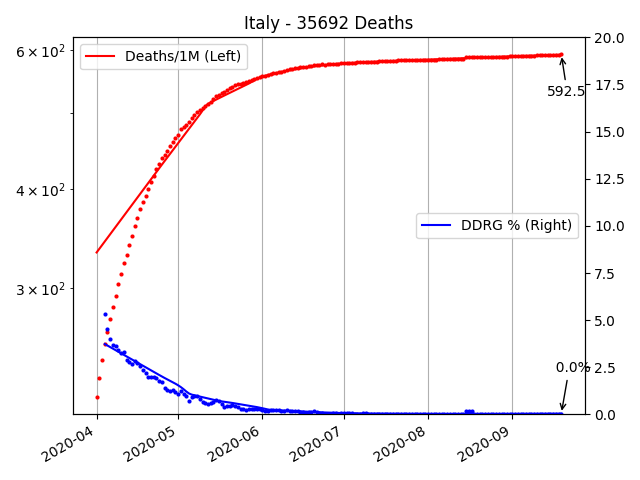 Italy - 35692 Deaths
6 × 10²
4 × 10²
3 × 10²
Deaths/1M (Left)
592.5
DDRG % (Right)
0.0%
20.0
17.5
15.0
12.5
10.0
7.5
5.0
2.5
0.0
2020-04
2020-05
2020-06
2020-07
2020-08
2020-09